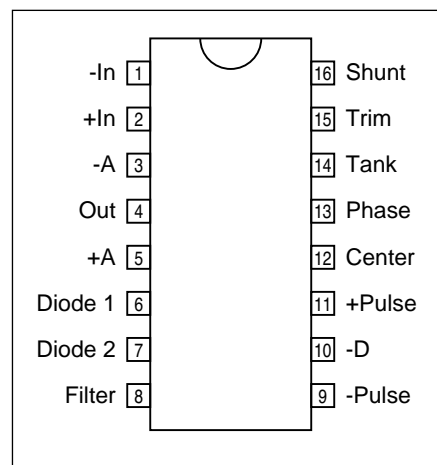 -In 1 16 Shunt
+In 2 15 Trim
-A 3 14 Tank
Out 4 13 Phase
+A 5 12 Center
Diode 1 6 11 +Pulse
Diode 2 7 10 -D
Filter 8 9 -Pulse